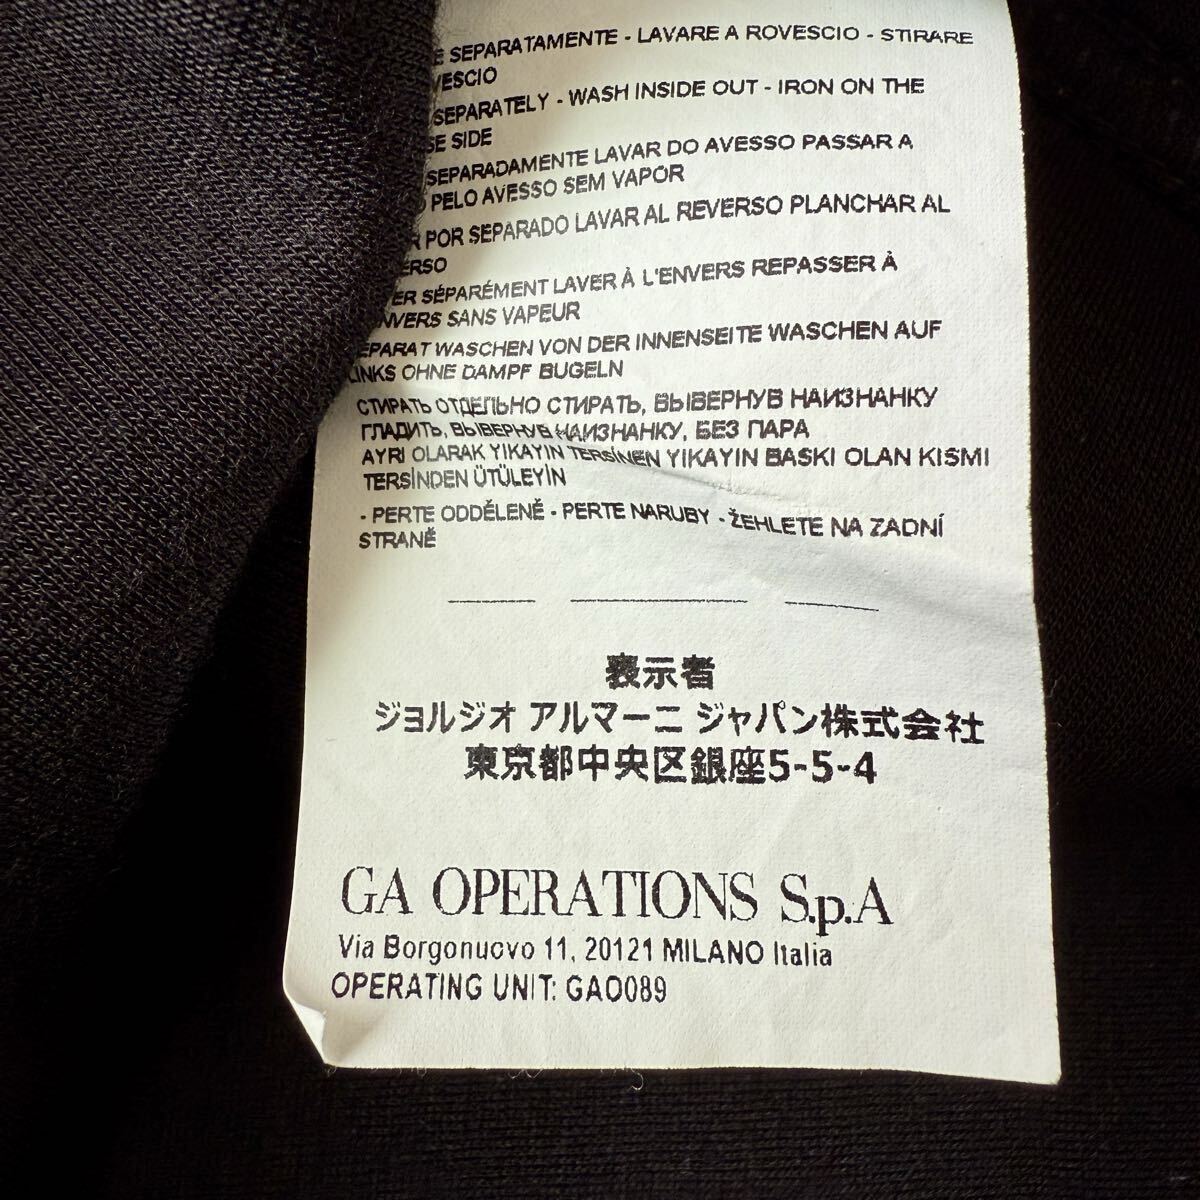 SEPARATAMENTE - LAVARE A ROVESCIO - STIRARE
VESCIO
SEPARATELY - WASH INSIDE OUT - IRON ON THE
SE SIDE
SEPARADAMENTE LAVAR DO AVESSO PASSAR A
PELO AVESSO SEM VAPOR
R POR SEPARADO LAVAR AL REVERSO PLANCHAR AL
ERSO
ER SÉPARÉMENT LAVER À L'ENVERS REPASSER À
NVERS SANS VAPEUR
EPARAT WASCHEN VON DER INNENSEITE WASCHEN AUF
LINKS OHNE DAMPF BUGELN
СТИРАТЬ ОТДЕЛЬНО СТИРАТЬ, ВЫВЕРНУВ НАИЗНАНКУ
ГЛАДИТЬ, ВЫВЕРНУВ НАИЗНАНКУ, БЕЗ ПАРА
AYRI OLARAK YIKAYIN TERSİNEN YIKAYIN BASKI OLAN KISMI
TERSİNDEN ÜTÜLEYİN
- PERTE ODDĚLENĚ - PERTE NARUBY - ŽEHLETE NA ZADNÍ
STRANĚ
表示者
ジョルジオ アルマーニ ジャパン株式会社
東京都中央区銀座5-5-4
GA OPERATIONS S.p.A
Via Borgonuovo 11, 20121 MILANO Italia
OPERATING UNIT: GAO089